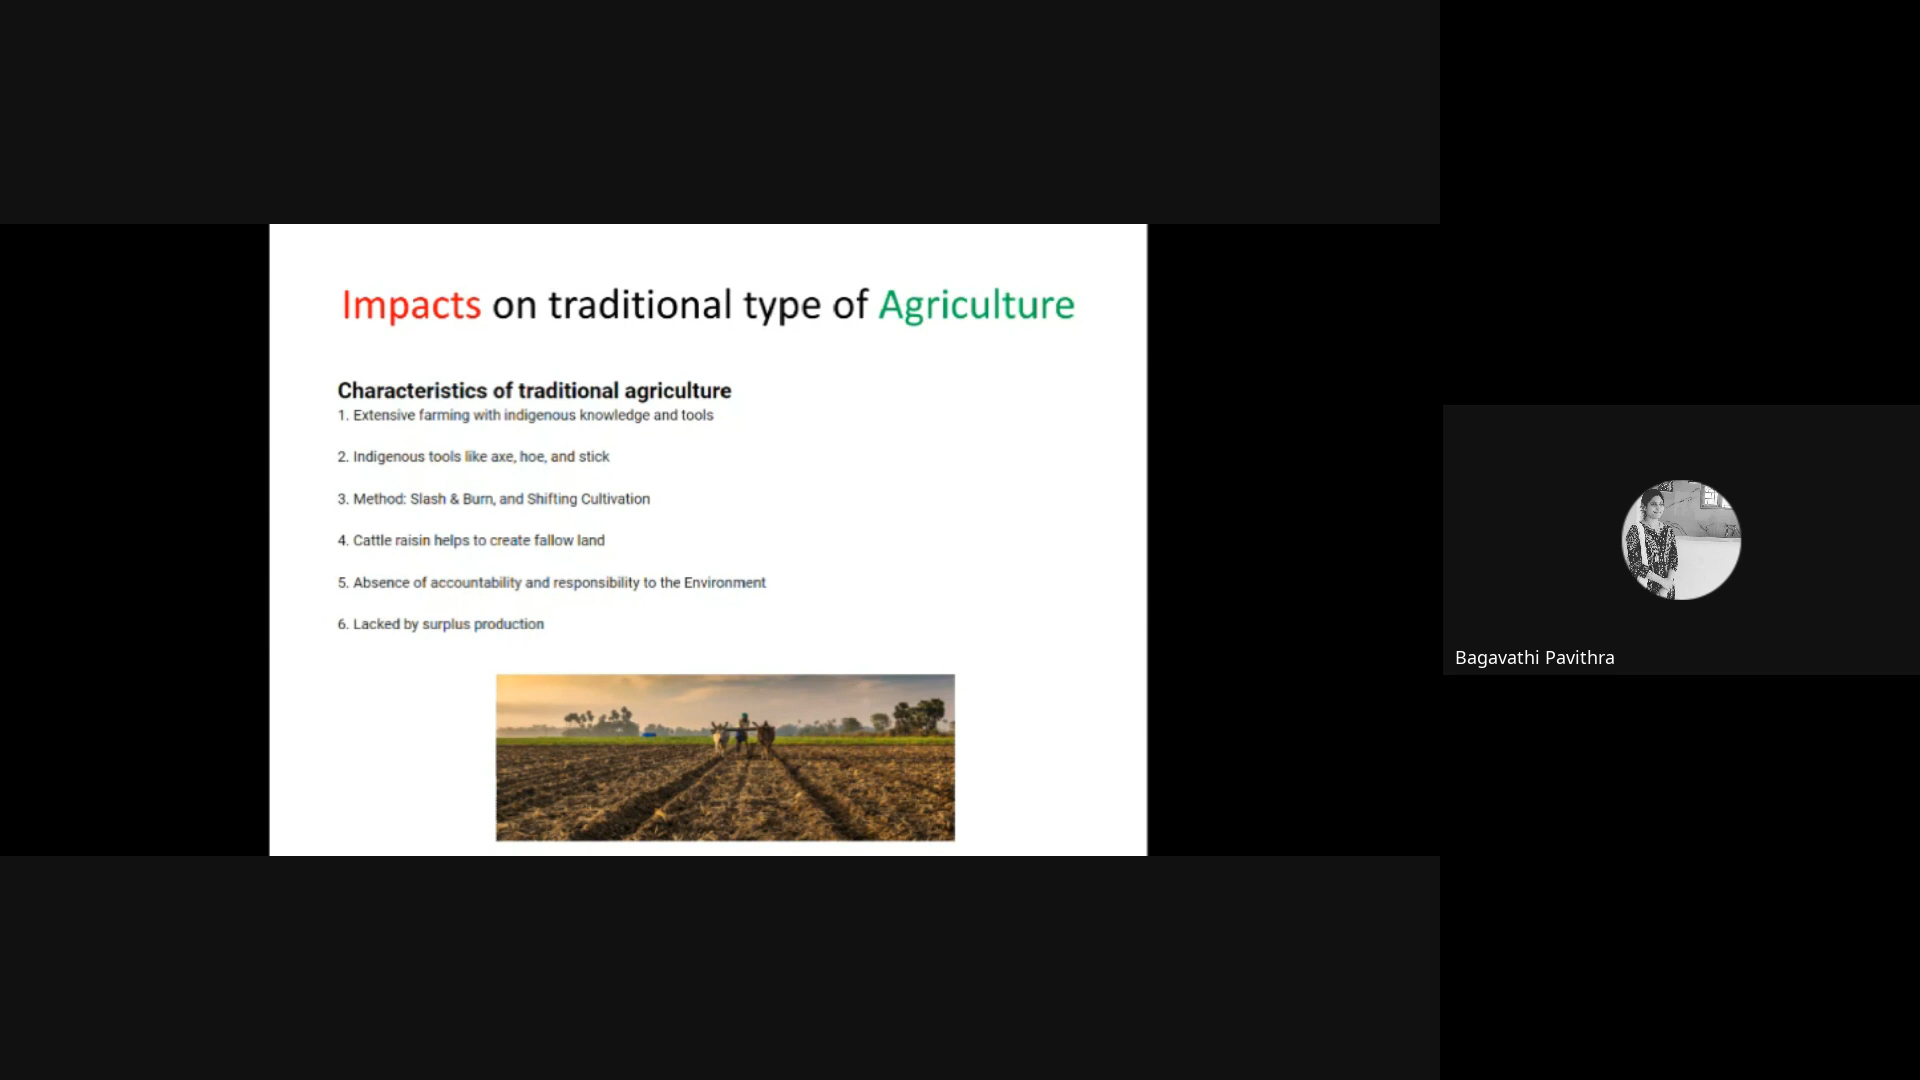 Impacts on traditional type of Agriculture
Characteristics of traditional agriculture
1. Extensive farming with indigenous knowledge and tools
2. Indigenous tools like axe, hoe, and stick
3. Method: Slash & Burn, and Shifting Cultivation
4. Cattle raisin helps to create fallow land
5. Absence of accountability and responsibility to the Environment
6. Lacked by surplus production
Bagavathi Pavithra